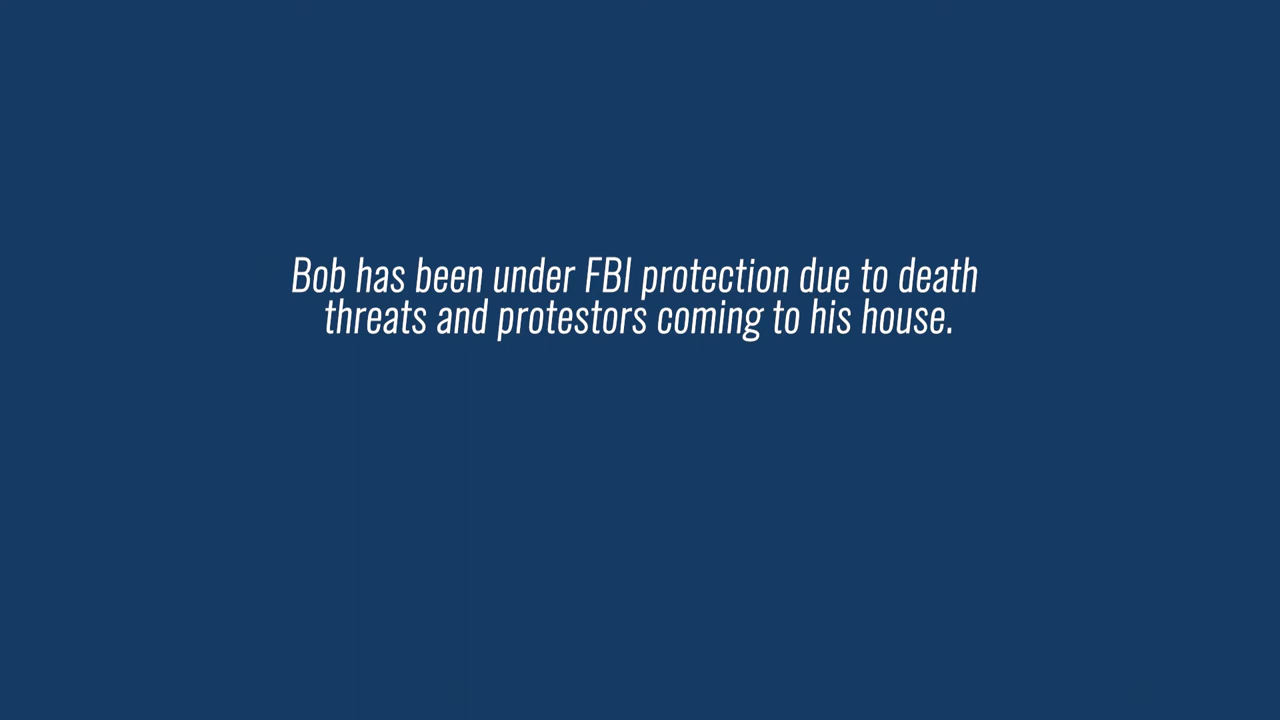 Bob has been under FBI protection due to death
threats and protestors coming to his house.